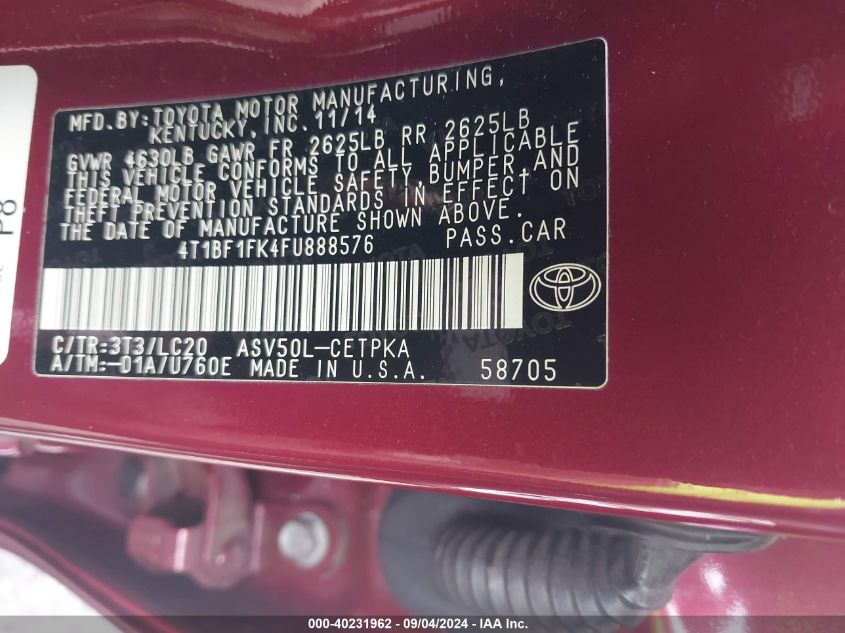 MFD.BY:TOYOTA MOTOR MANUFACTURING,
KENTUCKY, INC. 11/14
GVWR 4630LB GAWR FR 2625LB RR 2625LB
THIS VEHICLE CONFORMS TO ALL APPLICABLE
FEDERAL MOTOR VEHICLE SAFETY, BUMPER, AND
THEFT PREVENTION STANDARDS IN EFFECT ON
THE DATE OF MANUFACTURE SHOWN ABOVE.
4T1BF1FK4FU888576 PASS.CAR
C/TR:3T3/LC20 ASV50L-CETPKA
A/TM:-01A/U760E MADE IN U.S.A. 58705
P8
000-40231962 - 09/04/2024 - IAA Inc.